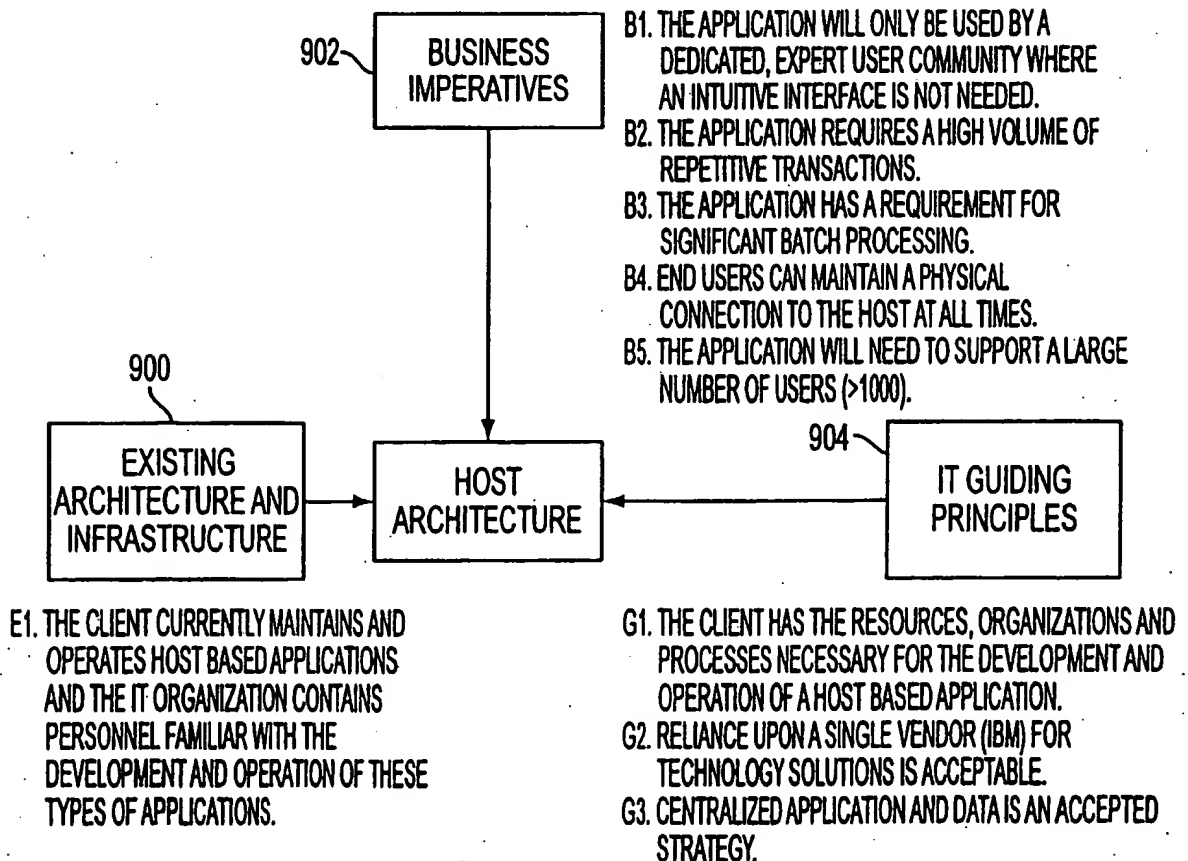 902
BUSINESS
IMPERATIVES
B1. THE APPLICATION WILL ONLY BE USED BY A
DEDICATED, EXPERT USER COMMUNITY WHERE
AN INTUITIVE INTERFACE IS NOT NEEDED.
B2. THE APPLICATION REQUIRES A HIGH VOLUME OF
REPETITIVE TRANSACTIONS.
B3. THE APPLICATION HAS A REQUIREMENT FOR
SIGNIFICANT BATCH PROCESSING.
B4. END USERS CAN MAINTAIN A PHYSICAL
CONNECTION TO THE HOST AT ALL TIMES.
B5. THE APPLICATION WILL NEED TO SUPPORT A LARGE
NUMBER OF USERS (>1000).
900
EXISTING
ARCHITECTURE AND
INFRASTRUCTURE
HOST
ARCHITECTURE
904
IT GUIDING
PRINCIPLES
E1. THE CLIENT CURRENTLY MAINTAINS AND
OPERATES HOST BASED APPLICATIONS
AND THE IT ORGANIZATION CONTAINS
PERSONNEL FAMILIAR WITH THE
DEVELOPMENT AND OPERATION OF THESE
TYPES OF APPLICATIONS.
G1. THE CLIENT HAS THE RESOURCES, ORGANIZATIONS AND
PROCESSES NECESSARY FOR THE DEVELOPMENT AND
OPERATION OF A HOST BASED APPLICATION.
G2. RELIANCE UPON A SINGLE VENDOR (IBM) FOR
TECHNOLOGY SOLUTIONS IS ACCEPTABLE.
G3. CENTRALIZED APPLICATION AND DATA IS AN ACCEPTED
STRATEGY.